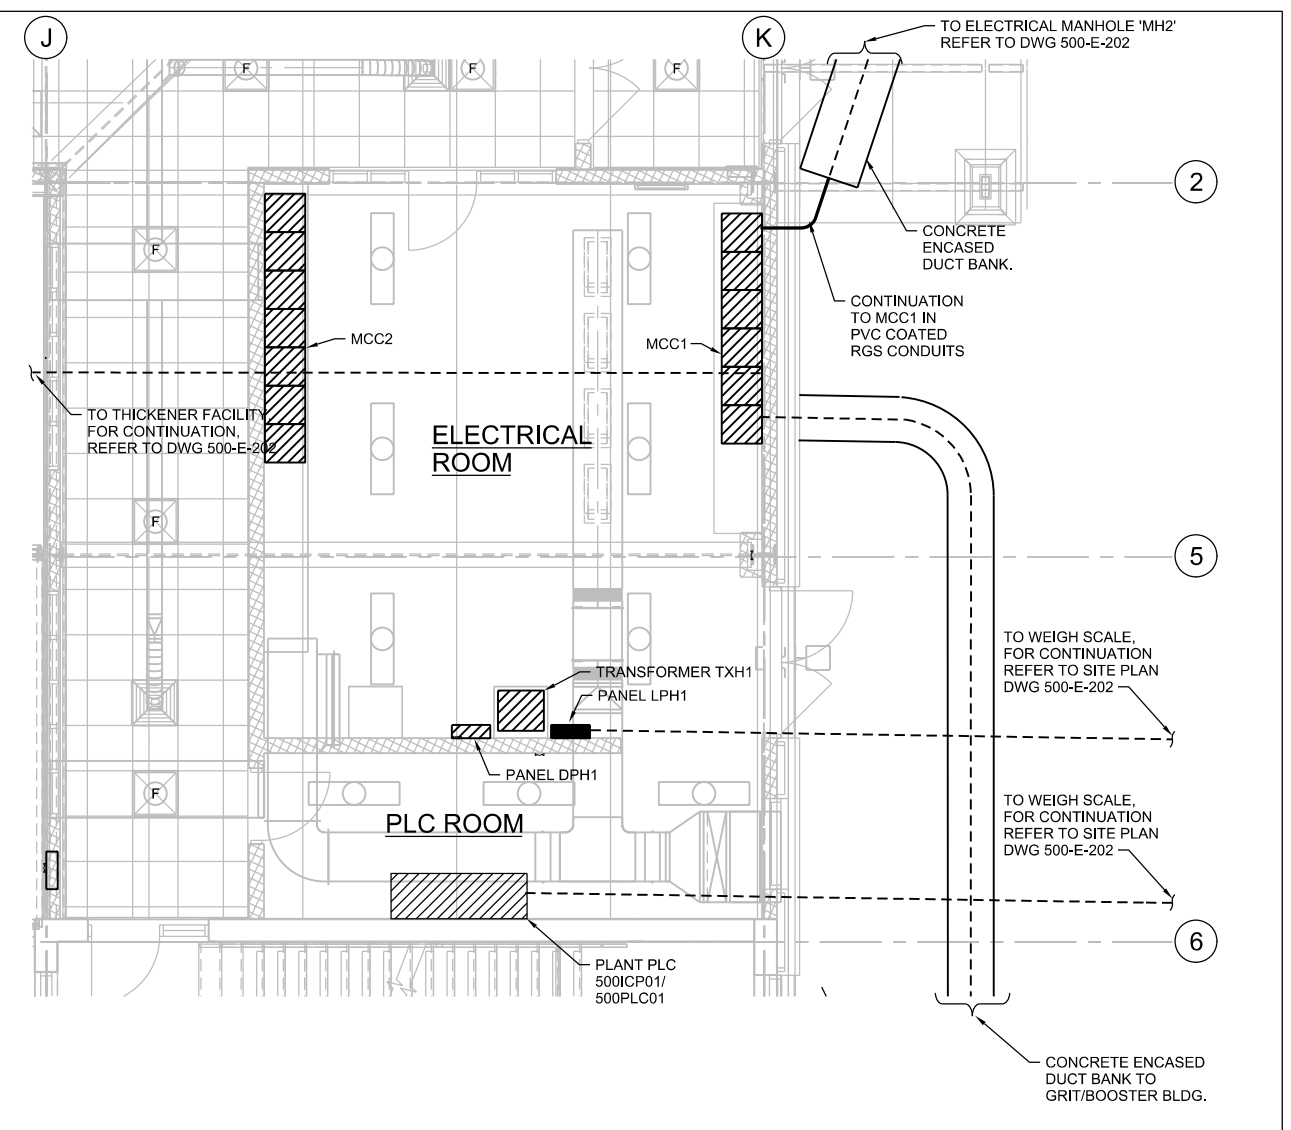 J
K
TO ELECTRICAL MANHOLE 'MH2'
REFER TO DWG 500-E-202
F
F
F
2
CONCRETE
ENCASED
DUCT BANK.
F
CONTINUATION
TO MCC1 IN
PVC COATED
RGS CONDUITS
MCC2
MCC1
TO THICKENER FACILITY,
FOR CONTINUATION,
REFER TO DWG 500-E-202
ELECTRICAL
ROOM
F
5
TO WEIGH SCALE,
FOR CONTINUATION
REFER TO SITE PLAN
DWG 500-E-202
TRANSFORMER TXH1
PANEL LPH1
PANEL DPH1
F
PLC ROOM
TO WEIGH SCALE,
FOR CONTINUATION
REFER TO SITE PLAN
DWG 500-E-202
6
PLANT PLC
500ICP01/
500PLC01
CONCRETE ENCASED
DUCT BANK TO
GRIT/BOOSTER BLDG.